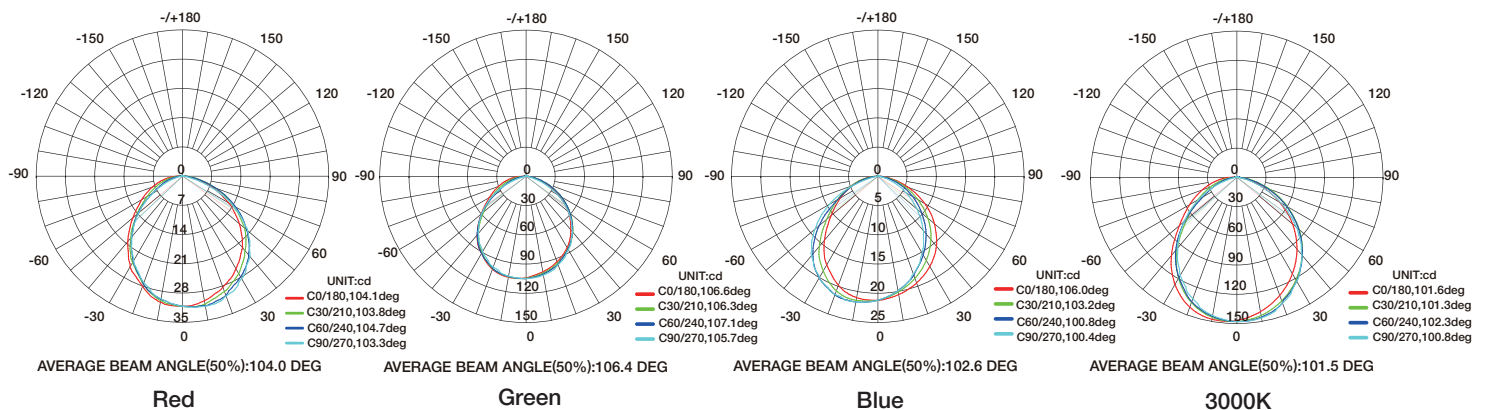 -/+180
-150
150
-120
120
-90
90
0
7
14
21
28
35
-60
60
-30
30
0
UNIT:cd
C0/180,104.1deg
C30/210,103.8deg
C60/240,104.7deg
C90/270,103.3deg
AVERAGE BEAM ANGLE(50%):104.0 DEG
Red
-/+180
-150
150
-120
120
-90
90
0
30
60
90
120
150
-60
60
-30
30
0
UNIT:cd
C0/180,106.6deg
C30/210,106.3deg
C60/240,107.1deg
C90/270,105.7deg
AVERAGE BEAM ANGLE(50%):106.4 DEG
Green
-/+180
-150
150
-120
120
-90
90
0
5
10
15
20
25
-60
60
-30
30
0
UNIT:cd
C0/180,106.0deg
C30/210,103.2deg
C60/240,100.8deg
C90/270,100.4deg
AVERAGE BEAM ANGLE(50%):102.6 DEG
Blue
-/+180
-150
150
-120
120
-90
90
0
30
60
90
120
150
-60
60
-30
30
0
UNIT:cd
C0/180,101.6deg
C30/210,101.3deg
C60/240,102.3deg
C90/270,100.8deg
AVERAGE BEAM ANGLE(50%):101.5 DEG
3000K